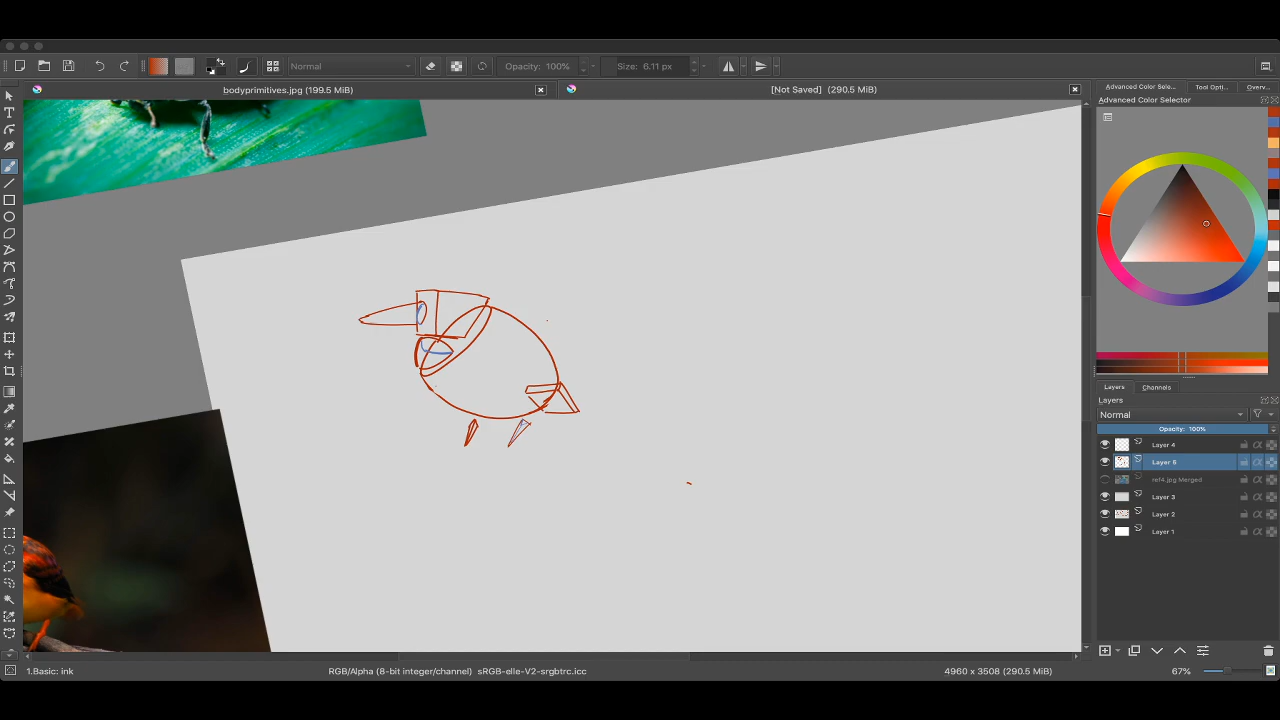 Normal
Opacity: 100%
Size: 6.11 px
bodyprimitives.jpg (199.5 MiB)
[Not Saved] (290.5 MiB)
Advanced Color Sele...
Tool Opti...
Overv...
Advanced Color Selector
Layers
Channels
Layers
Normal
Opacity: 100%
Layer 4
Layer 5
ref4.jpg Merged
Layer 3
Layer 2
Layer 1
1.Basic: ink
RGB/Alpha (8-bit integer/channel) sRGB-elle-V2-srgbtrc.icc
4960 x 3508 (290.5 MiB)
67%